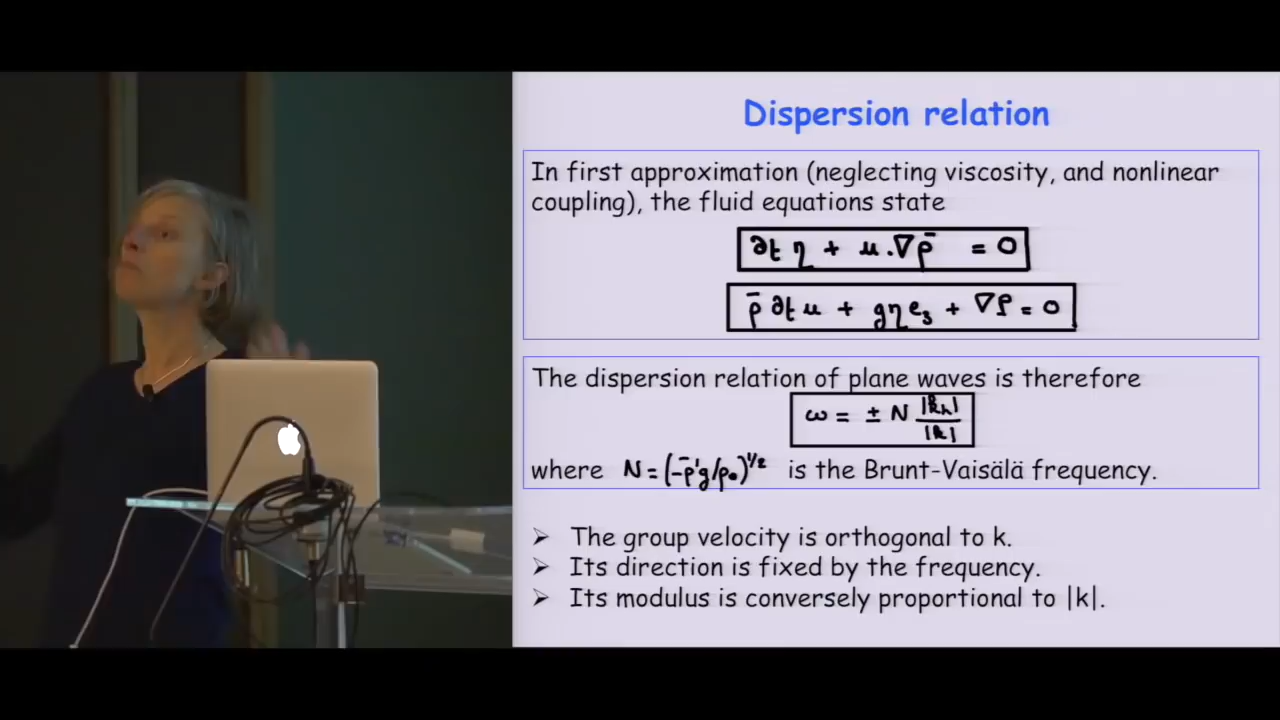 Dispersion relation
In first approximation (neglecting viscosity, and nonlinear
coupling), the fluid equations state
∂t η + u.∇ρ̄ = 0
ρ̄ ∂t u + gηe₃ + ∇P = 0
The dispersion relation of plane waves is therefore
ω = ± N |kₕ|/|k|
where N = (-ρ̄'g/ρ₀)^1/2 is the Brunt-Vaisälä frequency.
➢ The group velocity is orthogonal to k.
➢ Its direction is fixed by the frequency.
➢ Its modulus is conversely proportional to |k|.